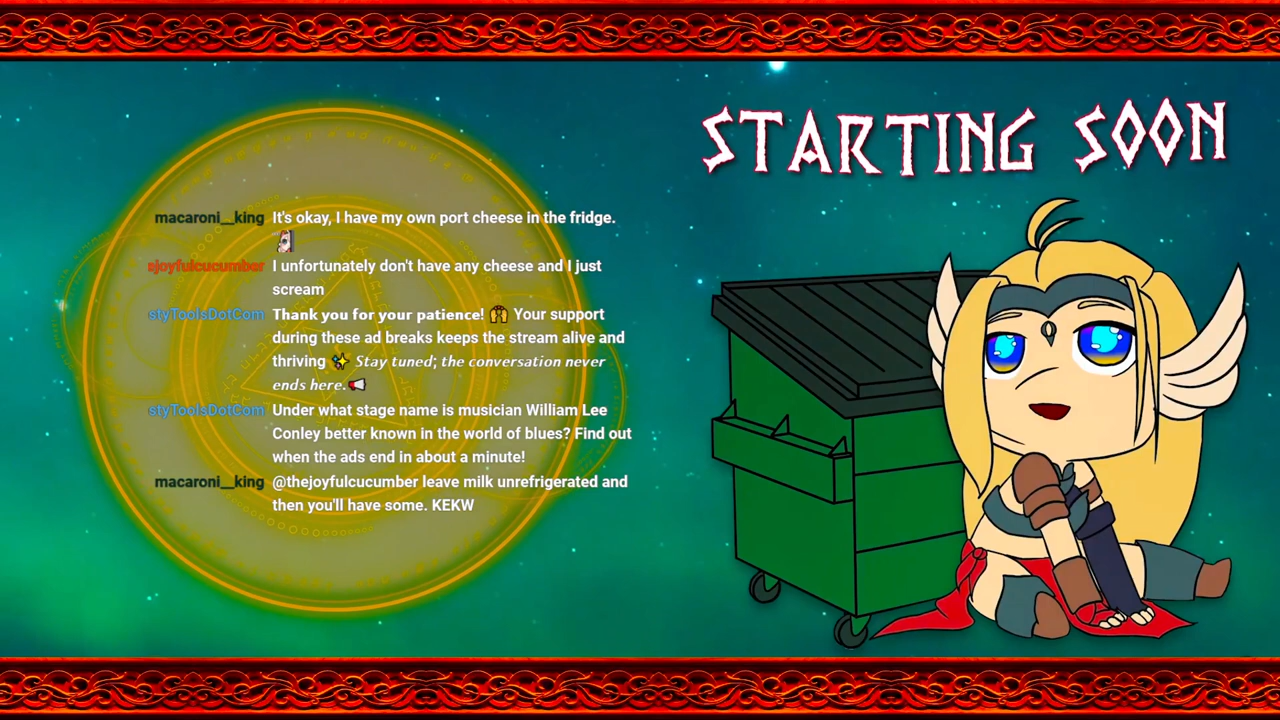 STARTING SOON
macaroni__king It's okay, I have my own port cheese in the fridge.
ejoyfulcucumber I unfortunately don't have any cheese and I just
scream
styToolsDotCom Thank you for your patience! 🙌 Your support
during these ad breaks keeps the stream alive and
thriving ✨ Stay tuned; the conversation never
ends here.📢
styToolsDotCom Under what stage name is musician William Lee
Conley better known in the world of blues? Find out
when the ads end in about a minute!
macaroni__king @thejoyfulcucumber leave milk unrefrigerated and
then you'll have some. KEKW